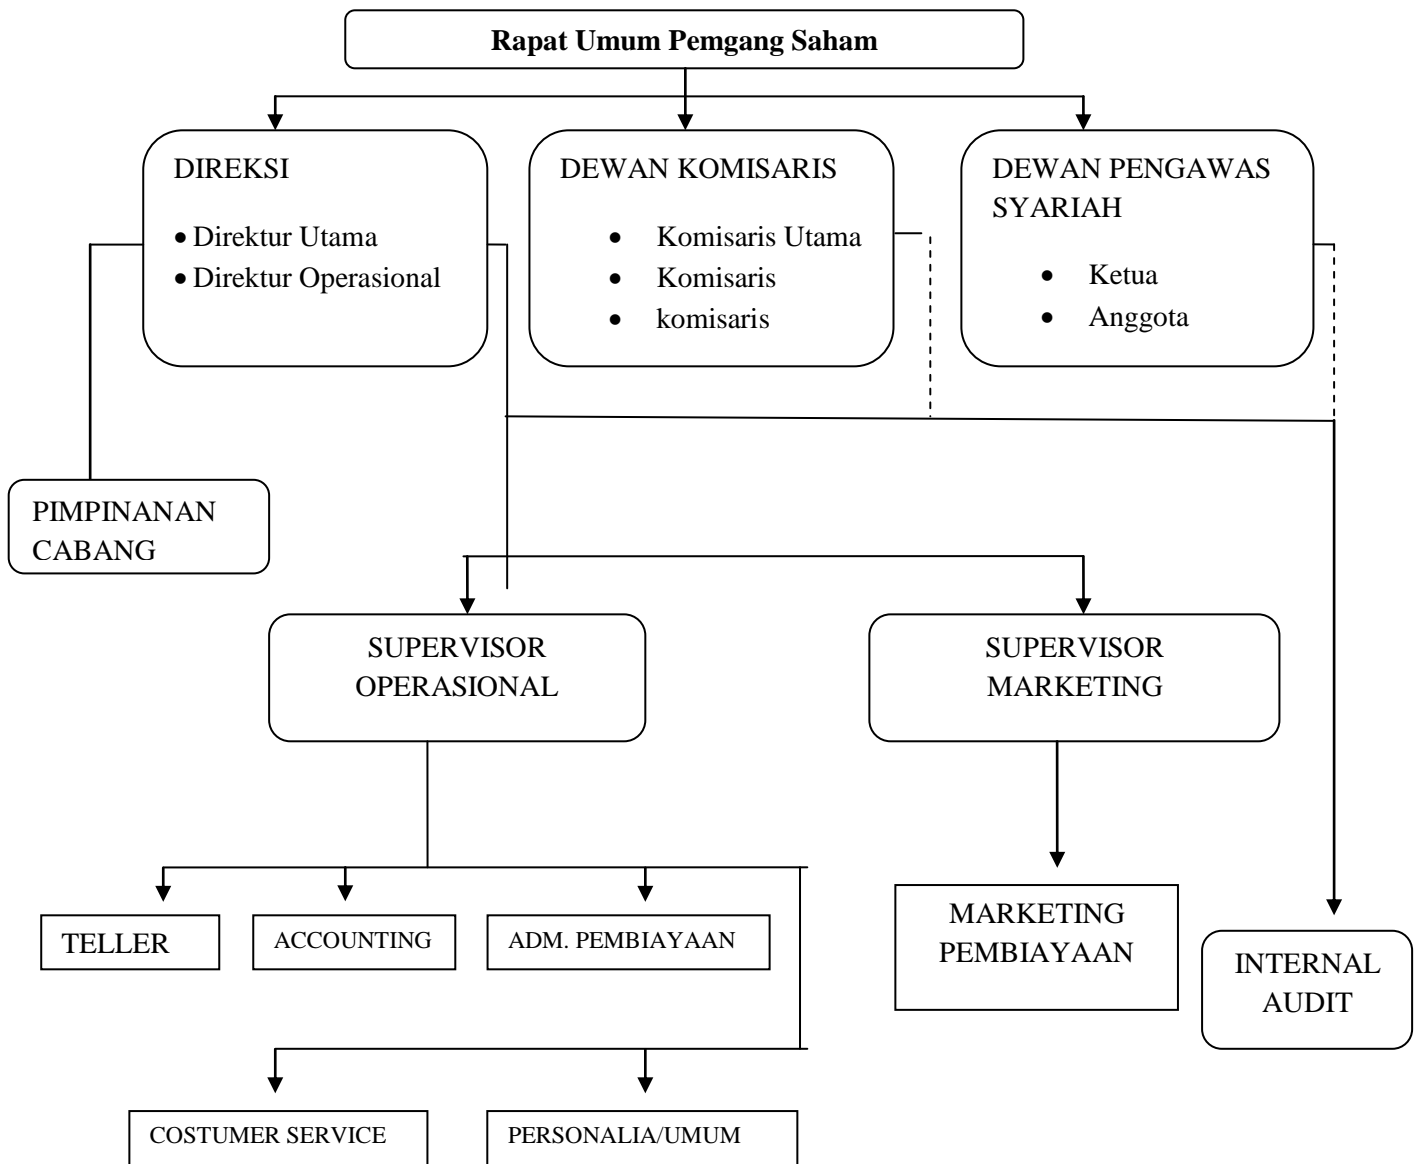 Rapat Umum Pemgang Saham
DIREKSI
• Direktur Utama
• Direktur Operasional
DEWAN KOMISARIS
• Komisaris Utama
• Komisaris
• komisaris
DEWAN PENGAWAS
SYARIAH
• Ketua
• Anggota
PIMPINANAN
CABANG
SUPERVISOR
OPERASIONAL
SUPERVISOR
MARKETING
TELLER
ACCOUNTING
ADM. PEMBIAYAAN
MARKETING
PEMBIAYAAN
INTERNAL
AUDIT
COSTUMER SERVICE
PERSONALIA/UMUM